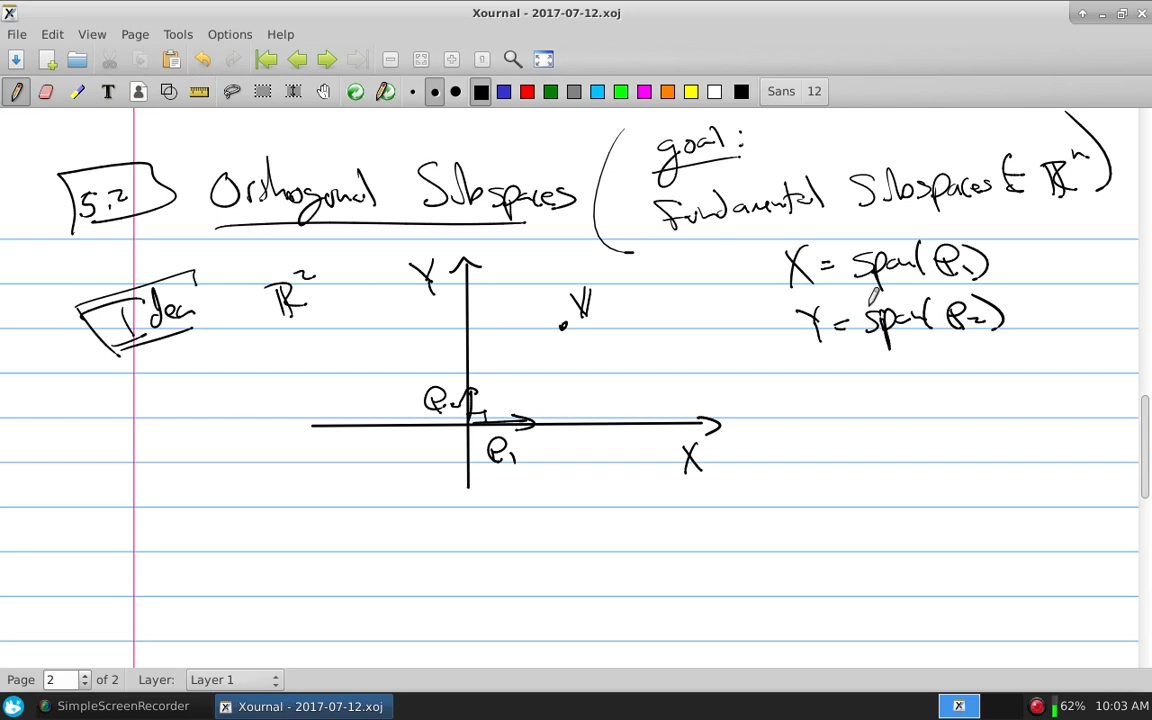 Xournal - 2017-07-12.xoj
File Edit View Page Tools Options Help
Sans 12
5.2 Orthogonal Subspaces
goal:
fundamental Subspaces ℝⁿ
Idea ℝ²
Y
V
X = span(e₁)
Y = span(e₂)
e₂
e₁
X
Page 2 of 2 Layer: Layer 1
SimpleScreenRecorder Xournal - 2017-07-12.xoj 62% 10:03 AM